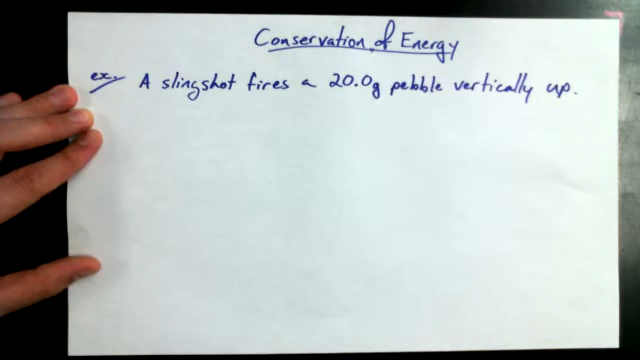 Conservation of Energy
ex. A slingshot fires a 20.0g pebble vertically up.